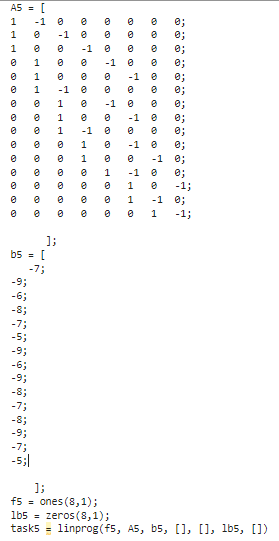 A5 = [
1 -1 0 0 0 0 0 0;
1 0 -1 0 0 0 0 0;
1 0 0 -1 0 0 0 0;
0 1 0 0 -1 0 0 0;
0 1 0 0 0 -1 0 0;
0 1 -1 0 0 0 0 0;
0 0 1 0 -1 0 0 0;
0 0 1 0 0 -1 0 0;
0 0 1 -1 0 0 0 0;
0 0 0 1 0 -1 0 0;
0 0 0 1 0 0 -1 0;
0 0 0 0 1 -1 0 0;
0 0 0 0 0 1 0 -1;
0 0 0 0 0 1 -1 0;
0 0 0 0 0 0 1 -1;
];
b5 = [
-7;
-9;
-6;
-8;
-7;
-5;
-9;
-6;
-9;
-8;
-7;
-8;
-9;
-7;
-5;
];
f5 = ones(8,1);
lb5 = zeros(8,1);
task5 = linprog(f5, A5, b5, [], [], lb5, [])